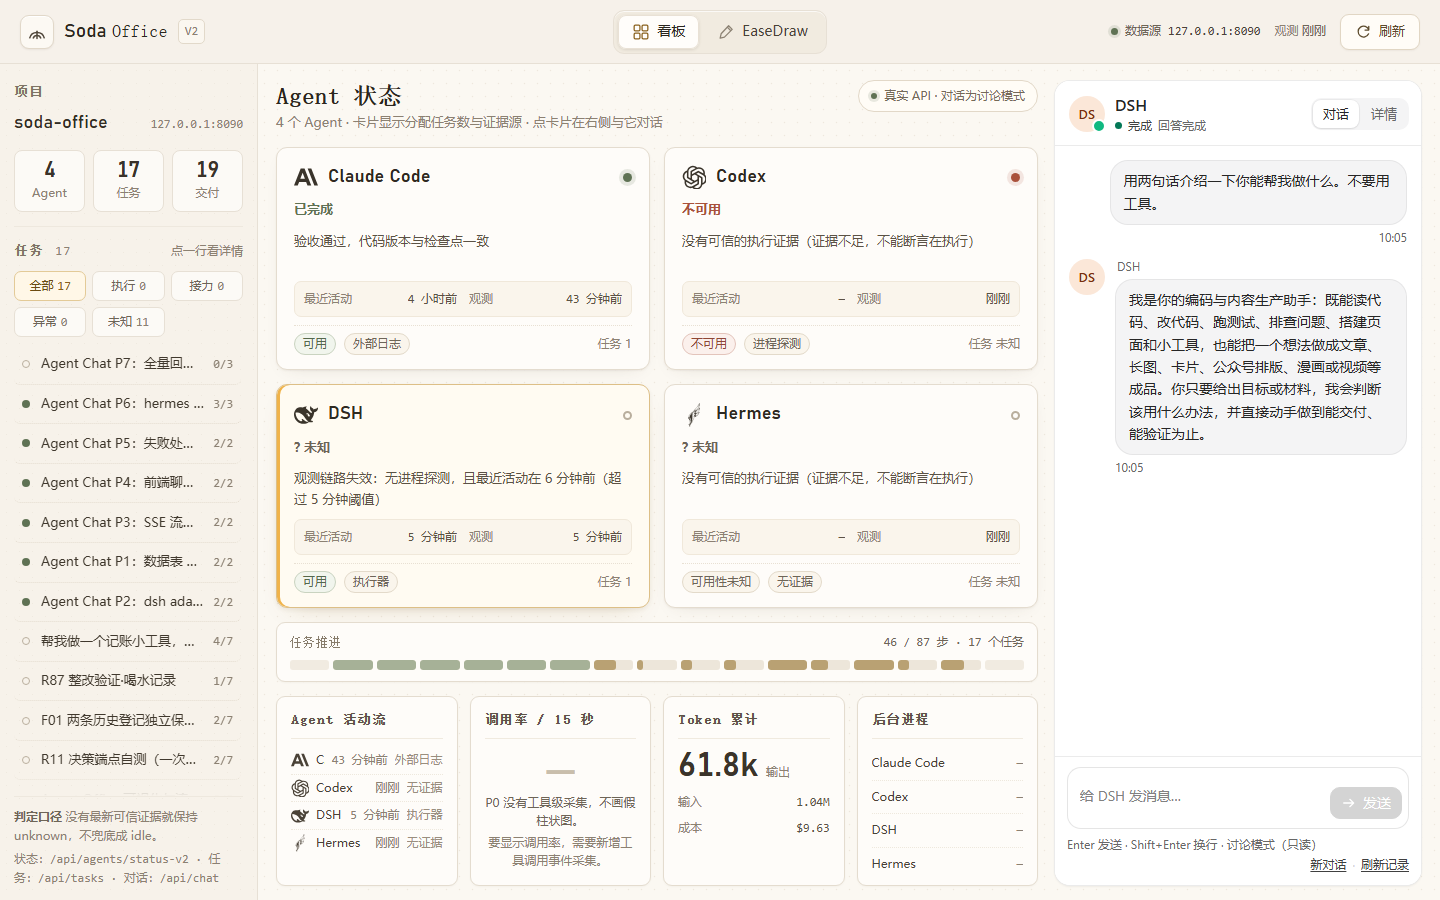 Soda Office V2
看板
EaseDraw
数据源 127.0.0.1:8090 观测 刚刚
刷新
项目
soda-office 127.0.0.1:8090
4 Agent
17 任务
19 交付
任务 17 点一行看详情
全部 17 执行 0 接力 0
异常 0 未知 11
Agent Chat P7：全量回... 0/3
Agent Chat P6：hermes ... 3/3
Agent Chat P5：失败处... 2/2
Agent Chat P4：前端聊... 2/2
Agent Chat P3：SSE 流... 2/2
Agent Chat P1：数据表 ... 2/2
Agent Chat P2：dsh ada... 2/2
帮我做一个记账小工具，... 4/7
R87 整改验证·喝水记录 1/7
F01 两条历史登记独立保... 2/7
R11 决策端点自测（一次... 2/7
判定口径 没有最新可信证据就保持
unknown，不兜底成 idle。
状态：/api/agents/status-v2 · 任
务：/api/tasks · 对话：/api/chat
Agent 状态
4 个 Agent · 卡片显示分配任务数与证据源 · 点卡片在右侧与它对话
真实 API · 对话为讨论模式
Claude Code
已完成
验收通过，代码版本与检查点一致
最近活动 4 小时前 观测 43 分钟前
可用 外部日志 任务 1
Codex
不可用
没有可信的执行证据（证据不足，不能断言在执行）
最近活动 – 观测 刚刚
不可用 进程探测 任务 未知
DSH
? 未知
观测链路失效：无进程探测，且最近活动在 6 分钟前（超
过 5 分钟阈值）
最近活动 5 分钟前 观测 5 分钟前
可用 执行器 任务 1
Hermes
? 未知
没有可信的执行证据（证据不足，不能断言在执行）
最近活动 – 观测 刚刚
可用性未知 无证据 任务 未知
任务推进 46 / 87 步 · 17 个任务
Agent 活动流
C 43 分钟前 外部日志
Codex 刚刚 无证据
DSH 5 分钟前 执行器
Hermes 刚刚 无证据
调用率 / 15 秒
—
P0 没有工具级采集，不画假
柱状图。
要显示调用率，需要新增工
具调用事件采集。
Token 累计
61.8k 输出
输入 1.04M
成本 $9.63
后台进程
Claude Code –
Codex –
DSH –
Hermes –
DS
DSH
完成 回答完成
对话 详情
用两句话介绍一下你能帮我做什么。不要用
工具。
10:05
DS
DSH
我是你的编码与内容生产助手：既能读代
码、改代码、跑测试、排查问题、搭建页
面和小工具，也能把一个想法做成文章、
长图、卡片、公众号排版、漫画或视频等
成品。你只要给出目标或材料，我会判断
该用什么办法，并直接动手做到能交付、
能验证为止。
10:05
给 DSH 发消息...
→ 发送
Enter 发送 · Shift+Enter 换行 · 讨论模式（只读）
新对话 · 刷新记录